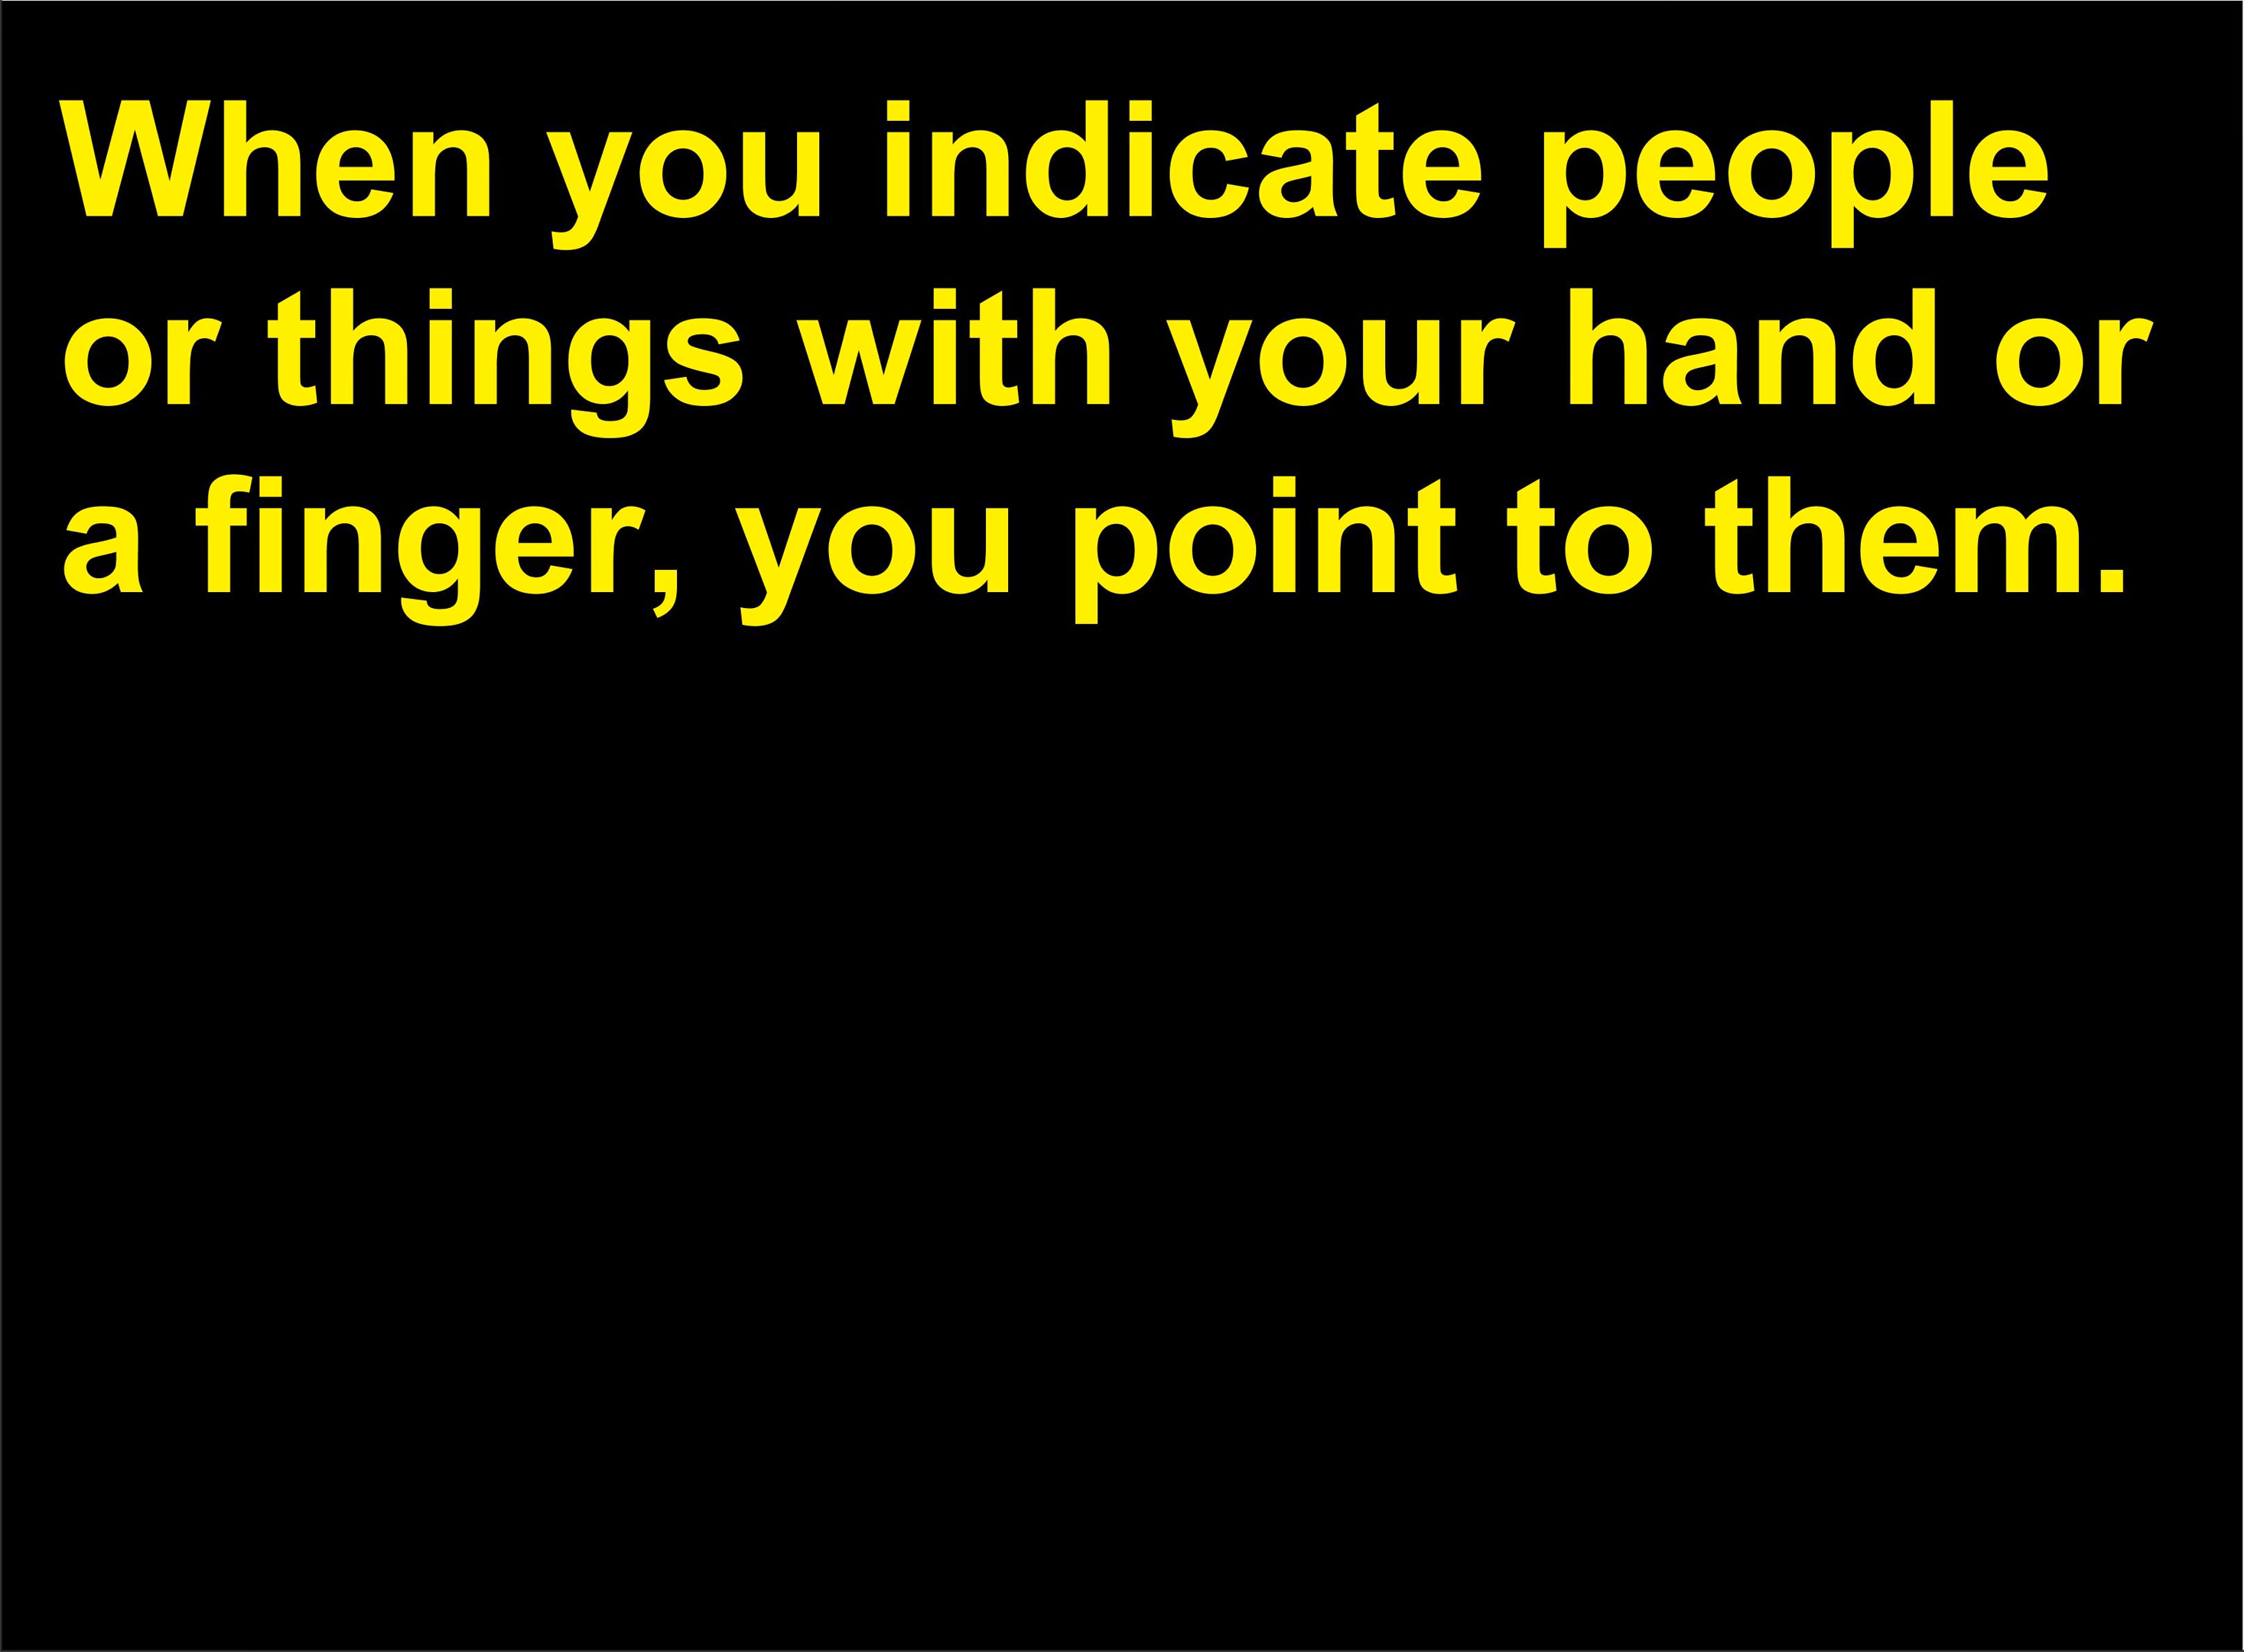 When you indicate people
or things with your hand or
a finger, you point to them.